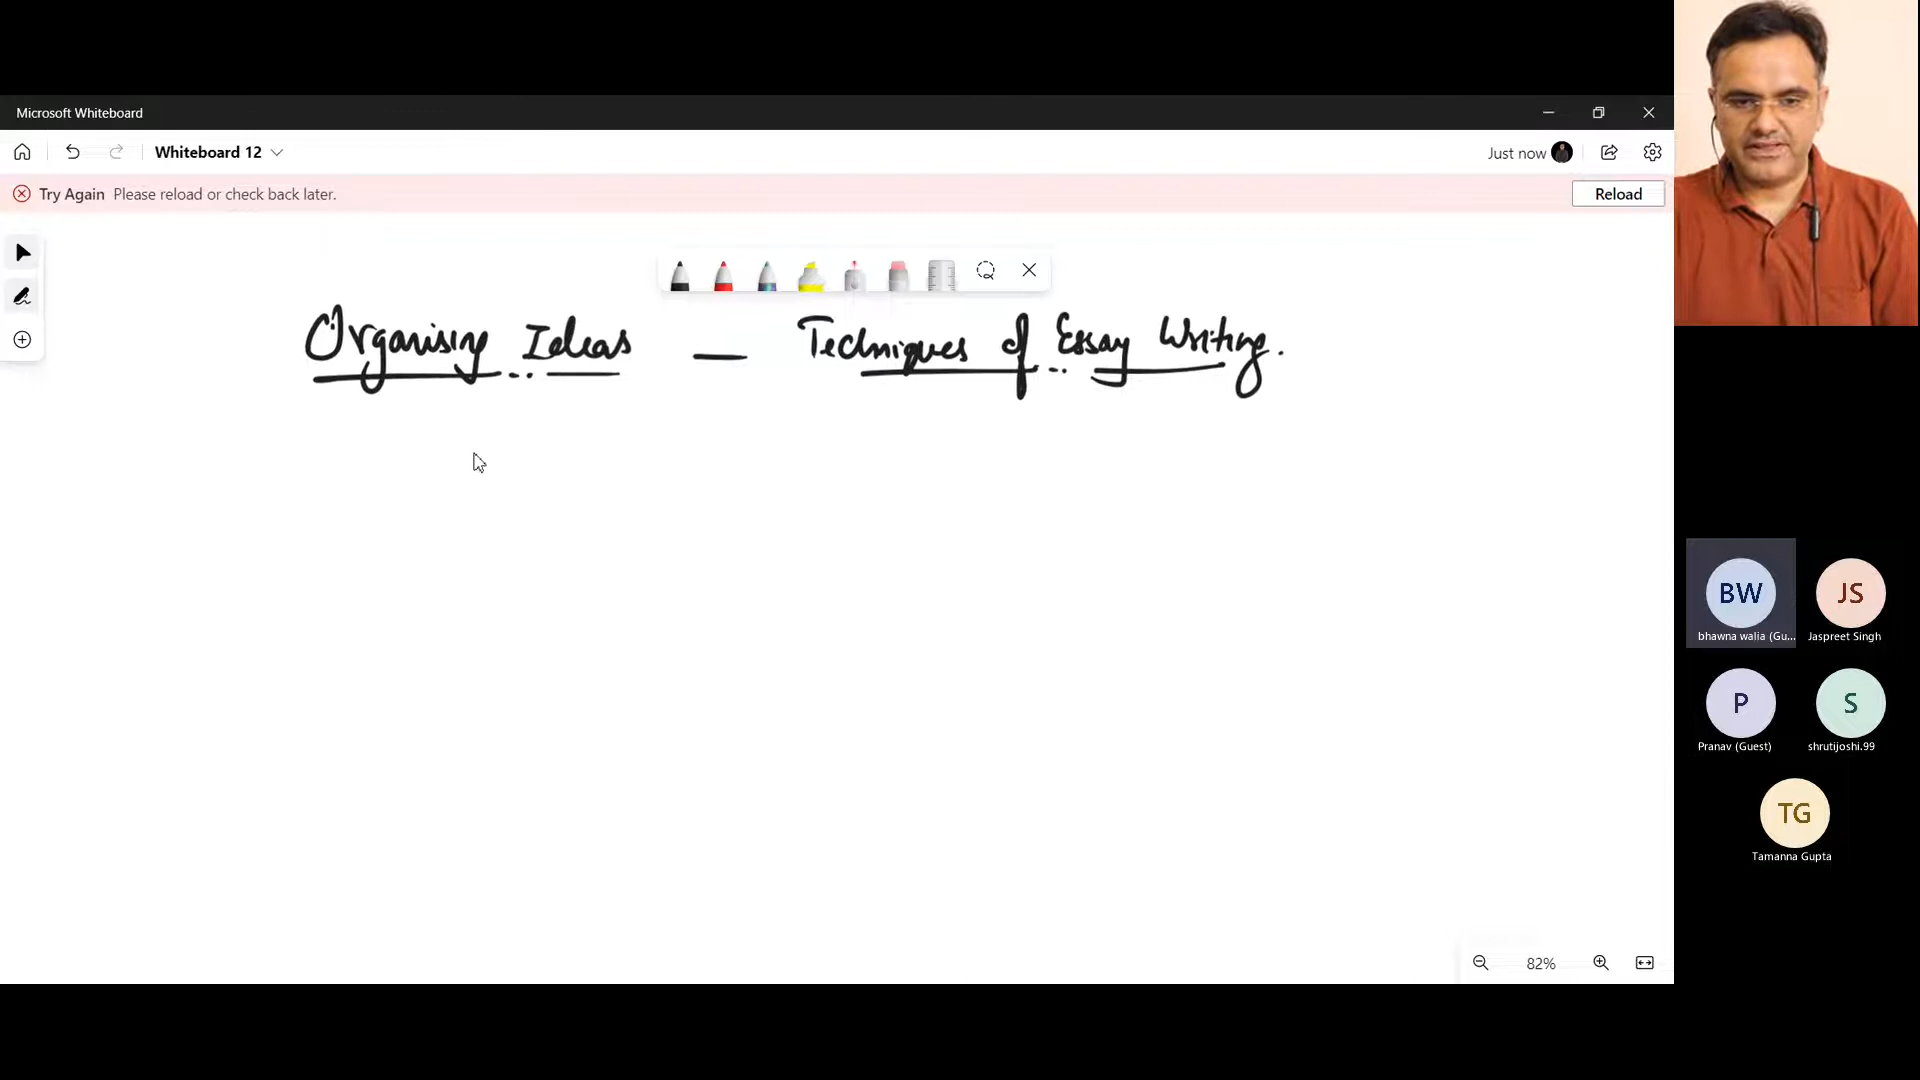 Microsoft Whiteboard
Whiteboard 12
Just now
Try Again Please reload or check back later.
Reload
Organising Ideas — Techniques of Essay Writing.
BW
JS
bhawna walia (Gu...
Jaspreet Singh
P
S
Pranav (Guest)
shrutijoshi.99
TG
Tamanna Gupta
82%